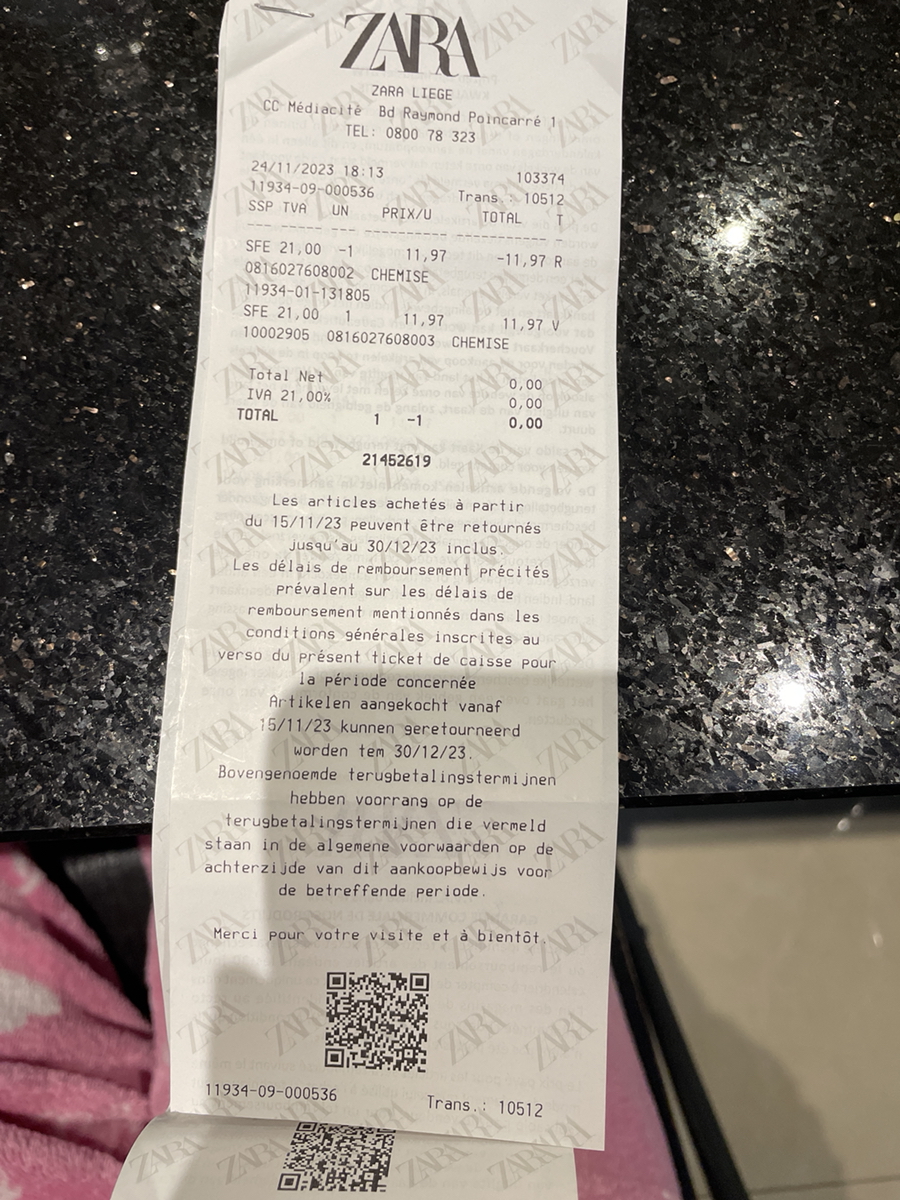 ZARA
ZARA LIEGE
CC Médiacité Bd Raymond Poincarré 1
TEL: 0800 78 323
24/11/2023 18:13 103374
11934-09-000536 Trans.: 10512
SSP TVA UN PRIX/U TOTAL T
--- ----- --- ---------- ----------- -
SFE 21,00 -1 11,97 -11,97 R
0816027608002 CHEMISE
11934-01-131805
SFE 21,00 1 11,97 11,97 V
10002905 0816027608003 CHEMISE
Total Net 0,00
IVA 21,00% 0,00
TOTAL 1 -1 0,00
21452619
Les articles achetés à partir
du 15/11/23 peuvent être retournés
jusqu'au 30/12/23 inclus.
Les délais de remboursement précités
prévalent sur les délais de
remboursement mentionnés dans les
conditions générales inscrites au
verso du présent ticket de caisse pour
la période concernée
Artikelen aangekocht vanaf
15/11/23 kunnen geretourneerd
worden tem 30/12/23.
Bovengenoemde terugbetalingstermijnen
hebben voorrang op de
terugbetalingstermijnen die vermeld
staan in de algemene voorwaarden op de
achterzijde van dit aankoopbewijs voor
de betreffende periode.
Merci pour votre visite et à bientôt.
11934-09-000536 Trans.: 10512